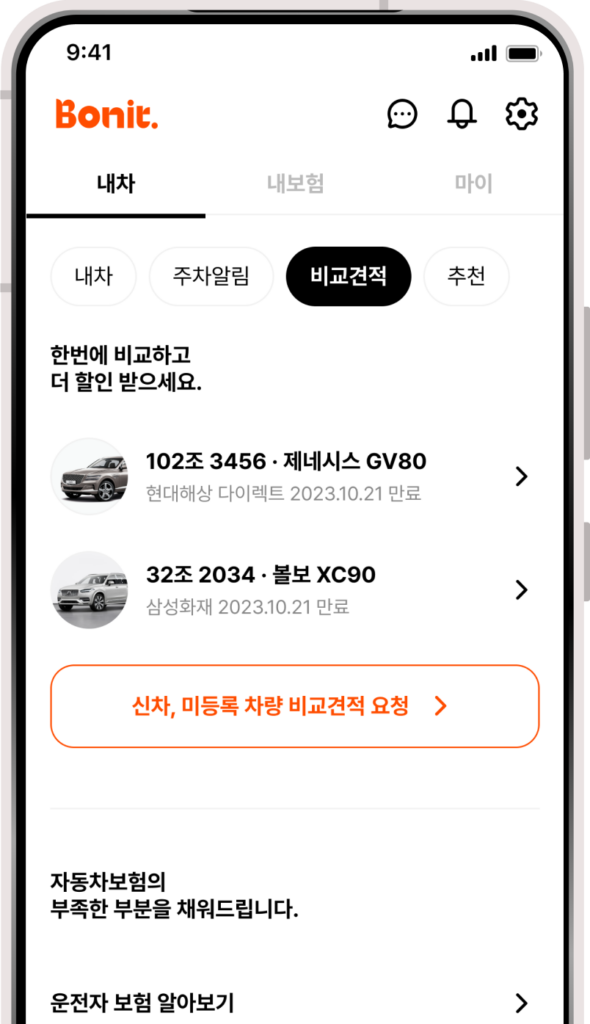 9:41
Bonit.
내차 내보험 마이
내차 주차알림 비교견적 추천
한번에 비교하고
더 할인 받으세요.
102조 3456 · 제네시스 GV80
현대해상 다이렉트 2023.10.21 만료
32조 2034 · 볼보 XC90
삼성화재 2023.10.21 만료
신차, 미등록 차량 비교견적 요청
자동차보험의
부족한 부분을 채워드립니다.
운전자 보험 알아보기